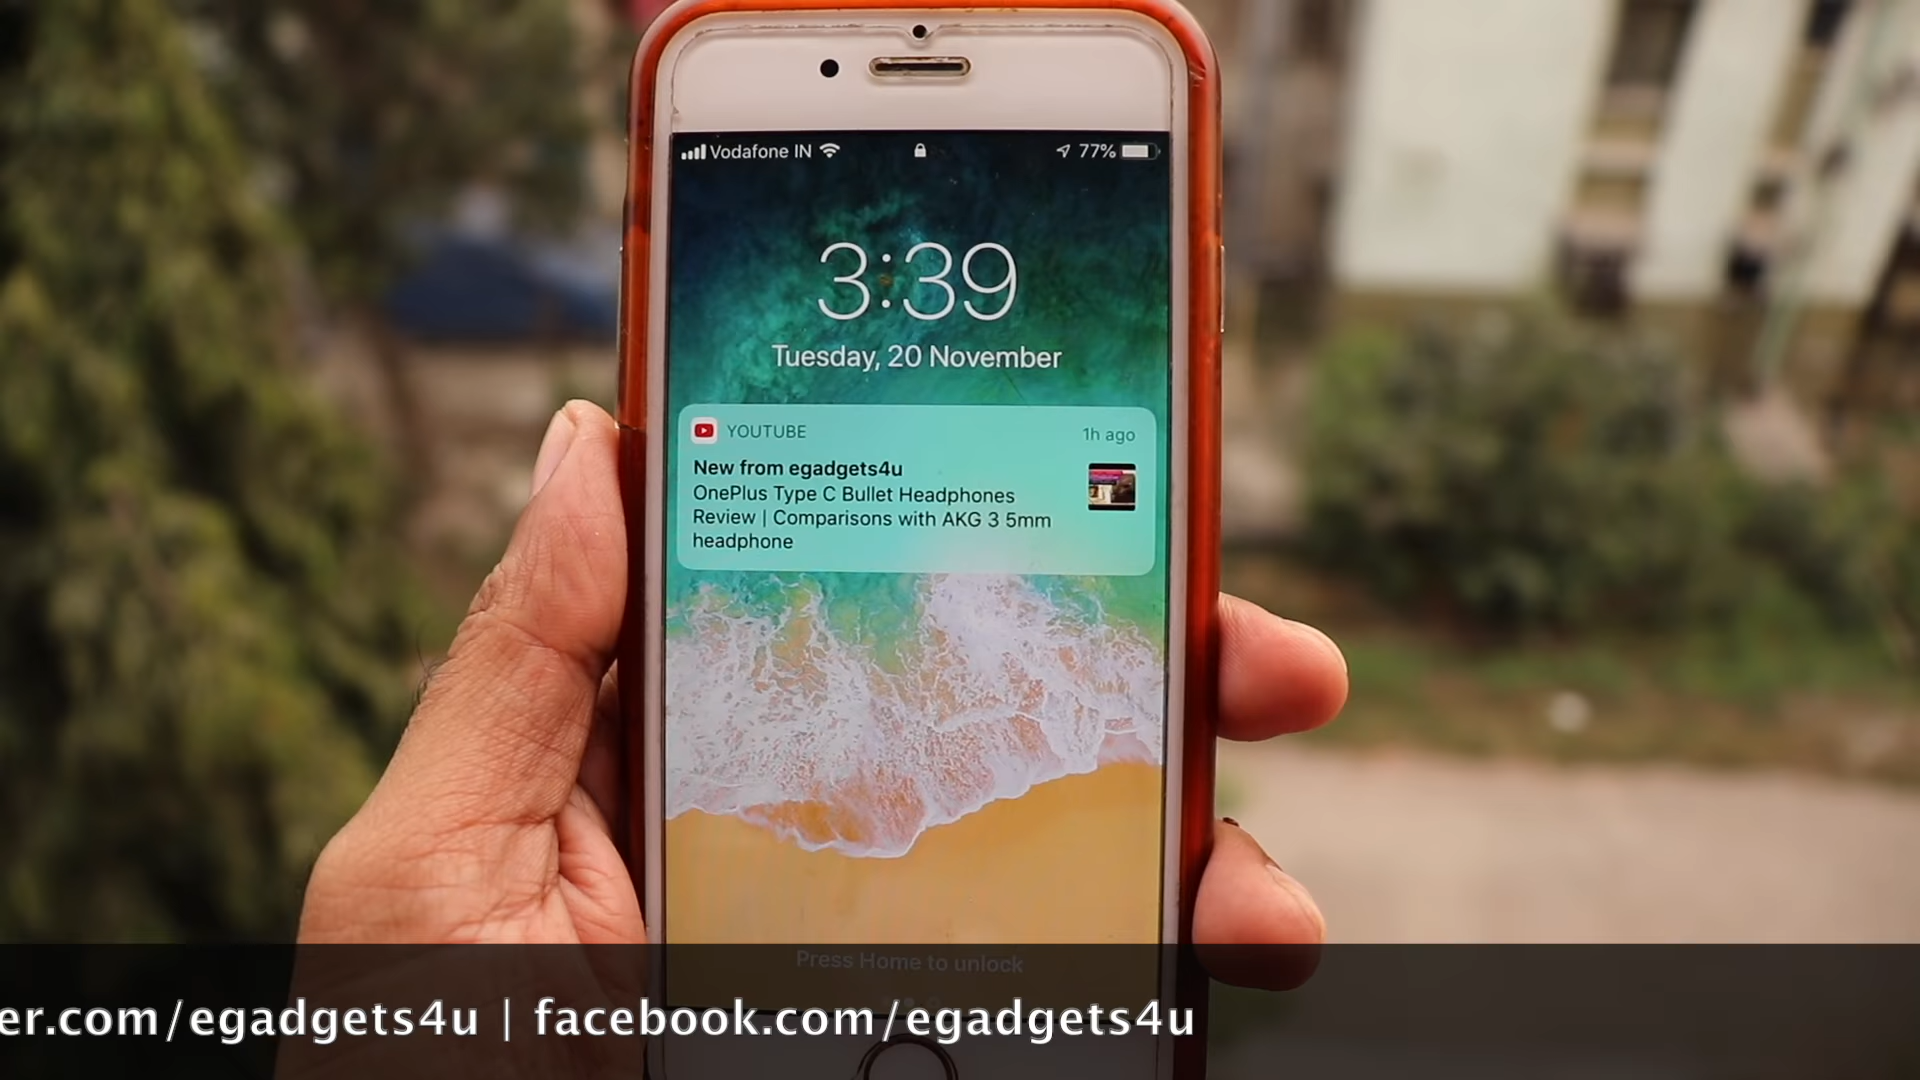 Vodafone IN
77%
3:39
Tuesday, 20 November
YOUTUBE
1h ago
New from egadgets4u
OnePlus Type C Bullet Headphones
Review | Comparisons with AKG 3 5mm
headphone
Press Home to unlock
er.com/egadgets4u | facebook.com/egadgets4u